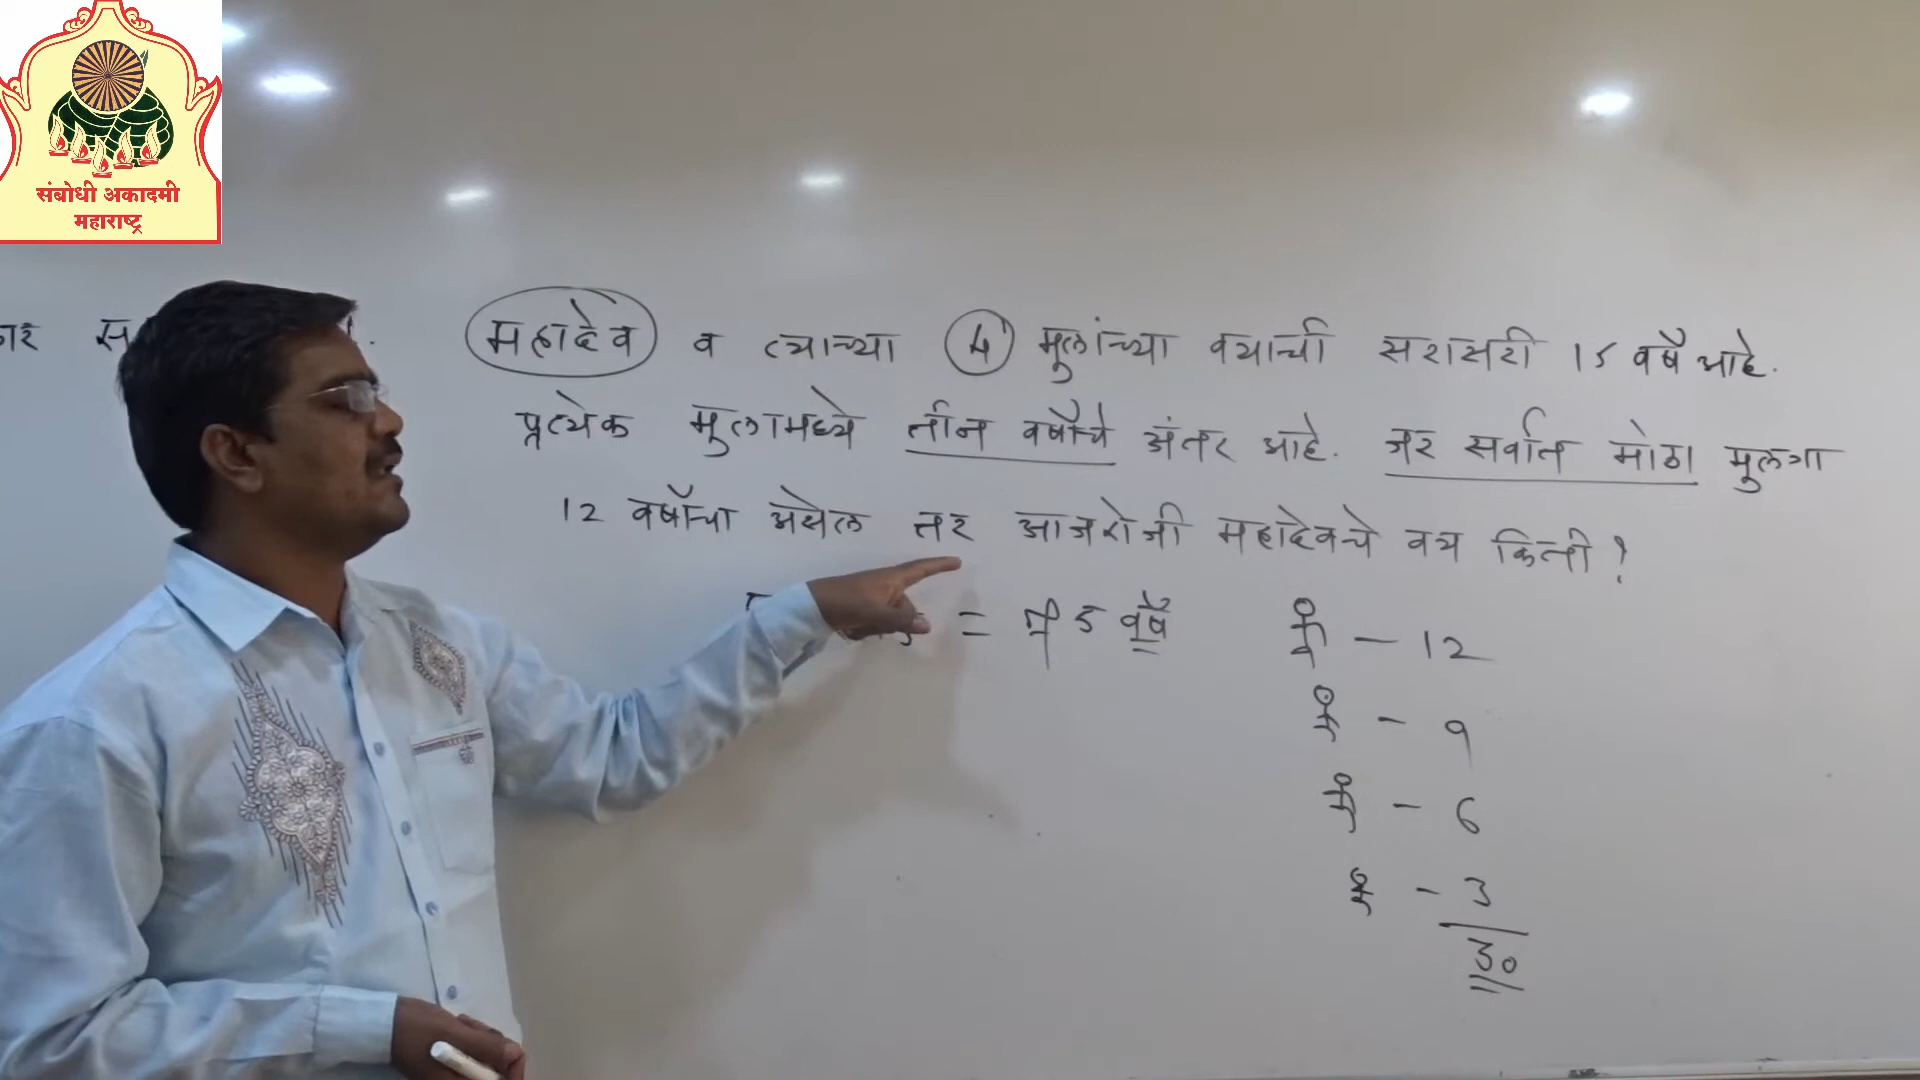 संबोधी अकादमी
महाराष्ट्र
महादेव व त्याच्या 4 मुलांच्या वयाची सरासरी 15 वर्षे आहे.
प्रत्येक मुलामध्ये तीन वर्षांचे अंतर आहे. जर सर्वात मोठा मुलगा
12 वर्षाचा असेल तर आजरोजी महादेवचे वय किती?
= 75 वर्षे
- 12
- 9
- 6
- 3
30